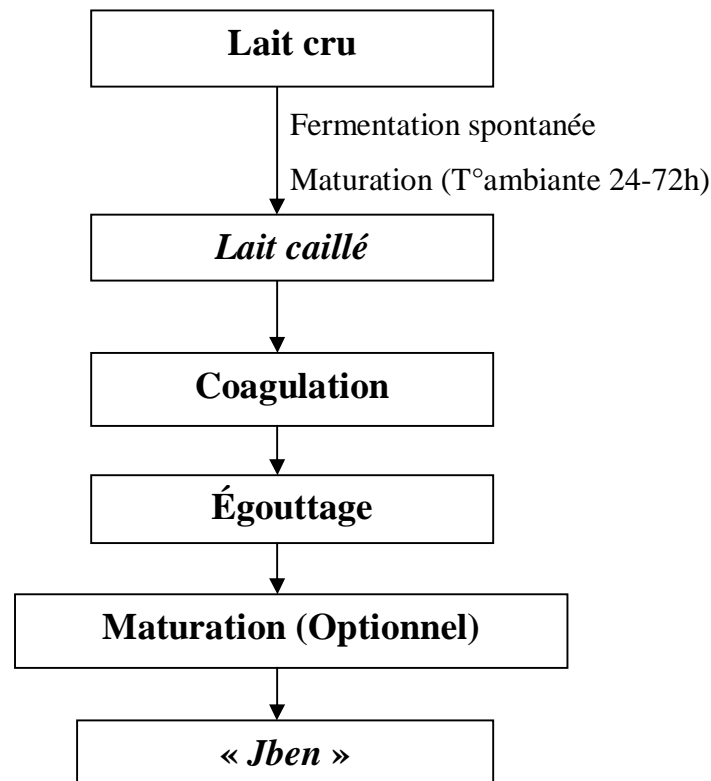 Lait cru
Fermentation spontanée
Maturation (T°ambiante 24-72h)
Lait caillé
Coagulation
Égouttage
Maturation (Optionnel)
« Jben »